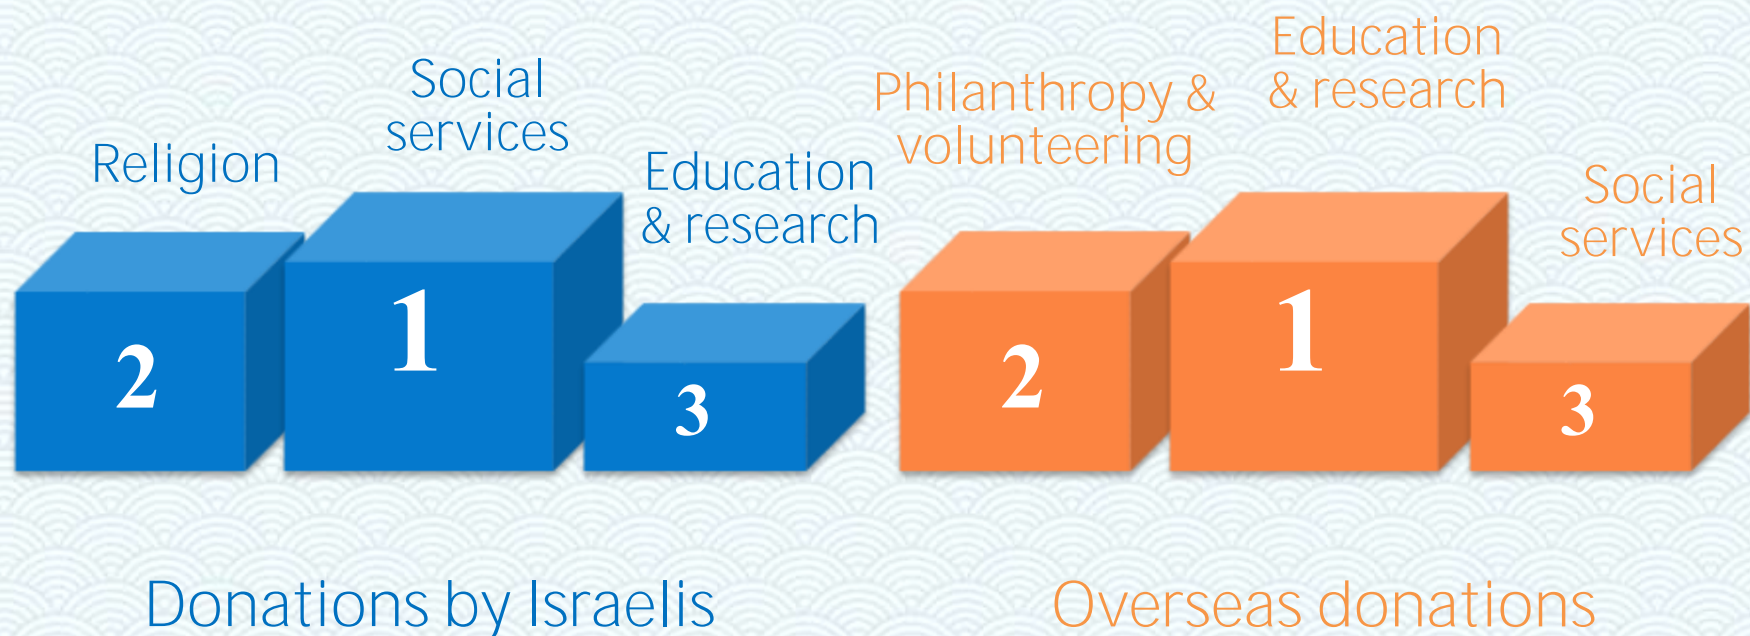 Religion
Social
services
Education
& research
2
1
3
Donations by Israelis
Philanthropy &
volunteering
Education
& research
Social
services
2
1
3
Overseas donations